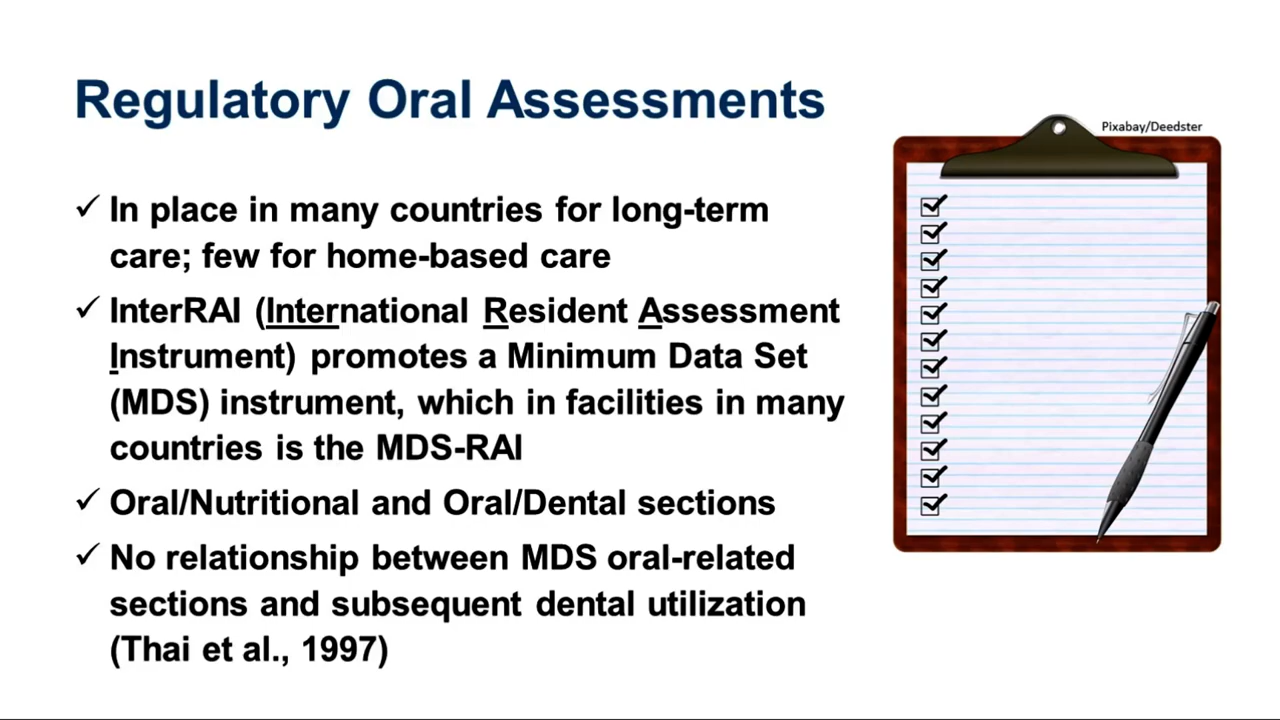 Regulatory Oral Assessments
Pixabay/Deedster
✓ In place in many countries for long-term
care; few for home-based care
✓ InterRAI (International Resident Assessment
Instrument) promotes a Minimum Data Set
(MDS) instrument, which in facilities in many
countries is the MDS-RAI
✓ Oral/Nutritional and Oral/Dental sections
✓ No relationship between MDS oral-related
sections and subsequent dental utilization
(Thai et al., 1997)